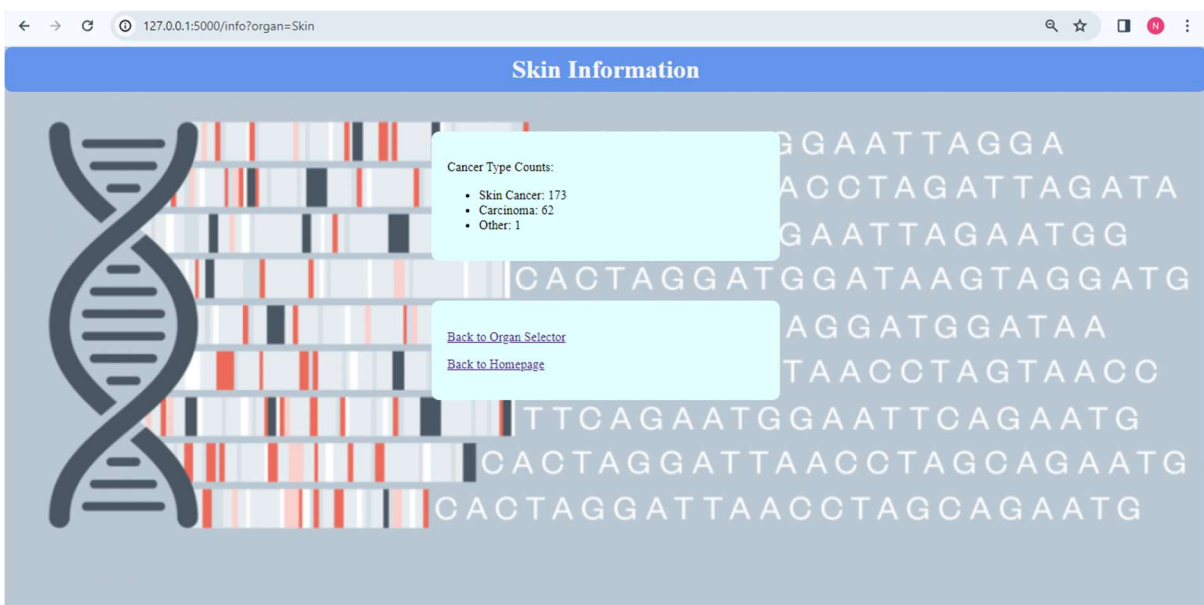 127.0.0.1:5000/info?organ=Skin
N
Skin Information
GGAATTAGGA
Cancer Type Counts:
ACCTAGATTAGATA
• Skin Cancer: 173
• Carcinoma: 62
• Other: 1
GAATTAGAATGG
CACTAGGATGGATAAGTAGGATG
AGGATGGATAA
Back to Organ Selector
Back to Homepage
TAACCTAGTAACC
TTCAGAATGGAATTCAGAATG
CACTAGGATTAACCTAGCAGAATG
CACTAGGATTAACCTAGCAGAATG